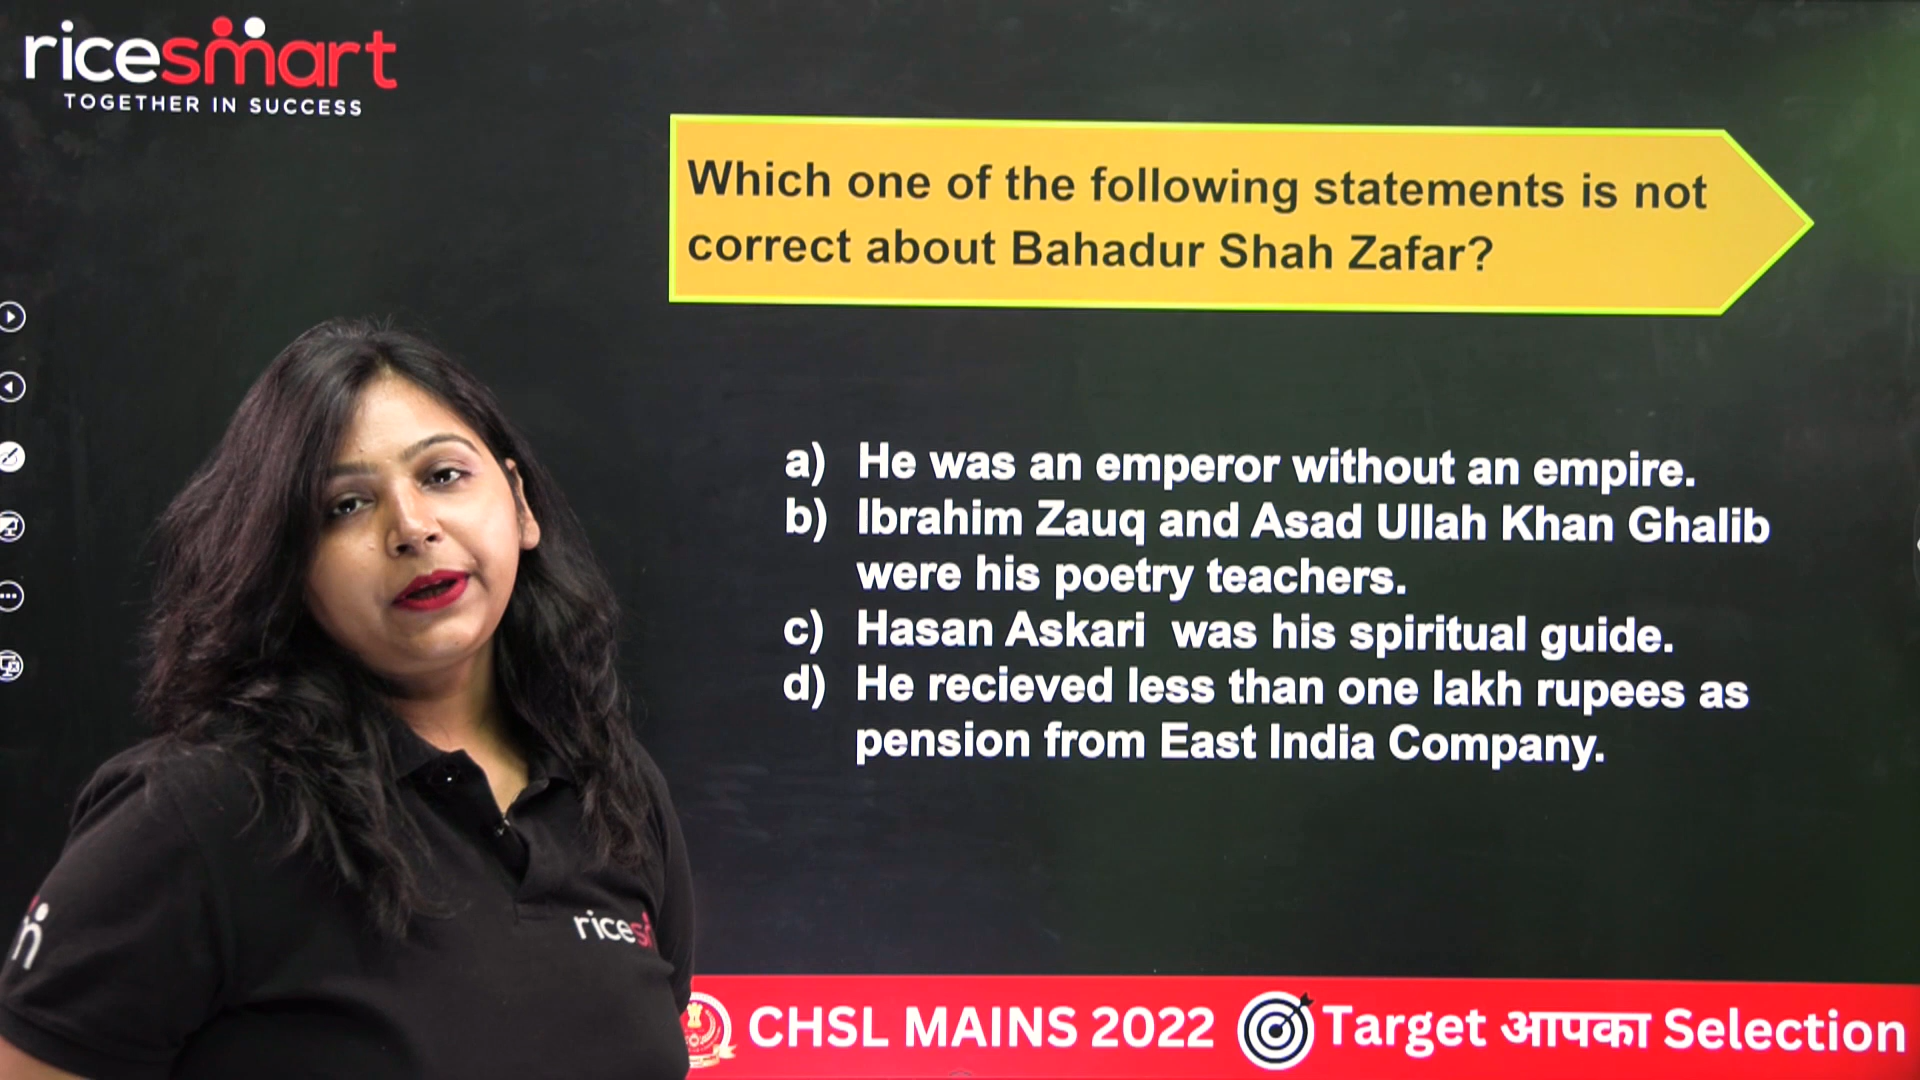 ricesmart
TOGETHER IN SUCCESS
Which one of the following statements is not
correct about Bahadur Shah Zafar?
a) He was an emperor without an empire.
b) Ibrahim Zauq and Asad Ullah Khan Ghalib
were his poetry teachers.
c) Hasan Askari was his spiritual guide.
d) He recieved less than one lakh rupees as
pension from East India Company.
rices
CHSL MAINS 2022 Target आपका Selection